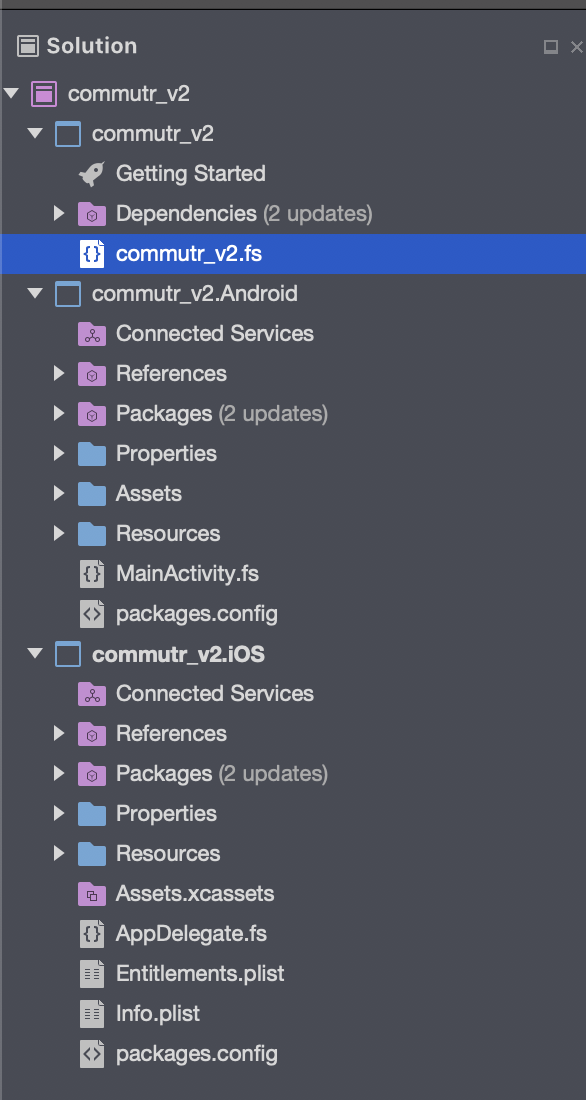 Solution
commutr_v2
commutr_v2
Getting Started
Dependencies (2 updates)
commutr_v2.fs
commutr_v2.Android
Connected Services
References
Packages (2 updates)
Properties
Assets
Resources
MainActivity.fs
packages.config
commutr_v2.iOS
Connected Services
References
Packages (2 updates)
Properties
Resources
Assets.xcassets
AppDelegate.fs
Entitlements.plist
Info.plist
packages.config